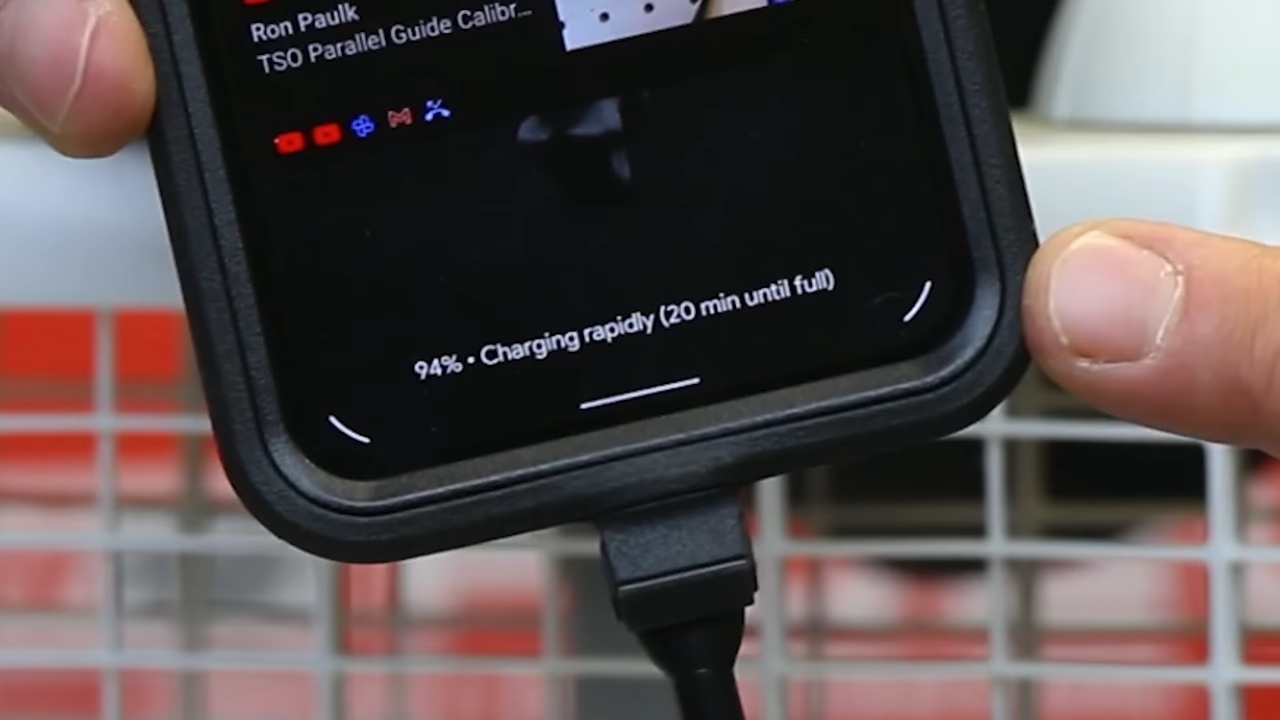 Ron Paulk
TSO Parallel Guide Calibr...
94% • Charging rapidly (20 min until full)